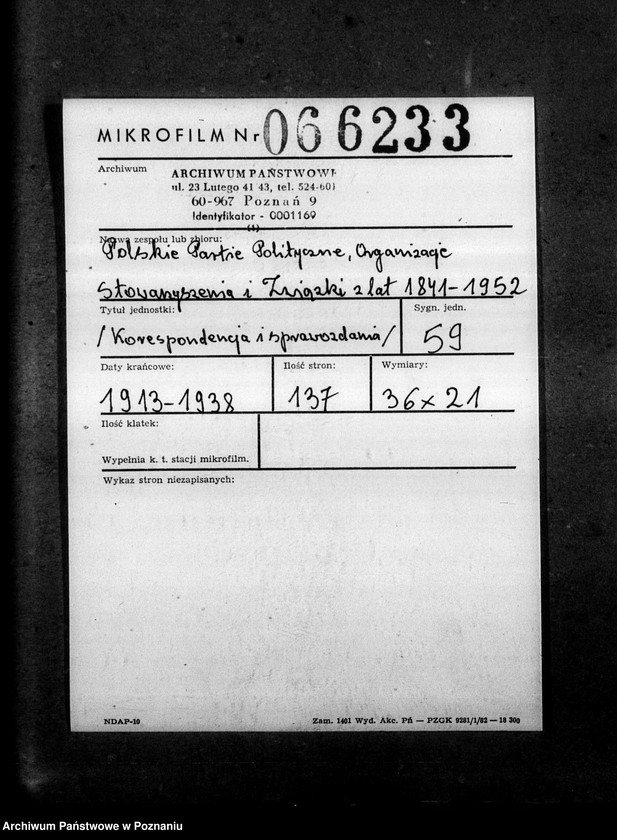 MIKROFILM Nr 066233
Archiwum
ARCHIWUM PAŃSTWOWE
ul. 23 Lutego 41 43, tel. 524-601
60-967 Poznań 9
Identyfikator - 0001169
(1)
Nazwa zespołu lub zbioru:
Polskie Partie Polityczne, Organizacje
Stowarzyszenia i Związki z lat 1841-1952
Tytuł jednostki:
/Korespondencja i sprawozdania/
Sygn. jedn.
59
Daty krańcowe:
1913-1938
Ilość stron:
137
Wymiary:
36x21
Ilość klatek:
Wypełnia k. t. stacji mikrofilm.
Wykaz stron niezapisanych:
NDAP-10
Zam. 1401 Wyd. Akc. Pń — PZGK 9281/1/82 — 18 300
Archiwum Państwowe w Poznaniu